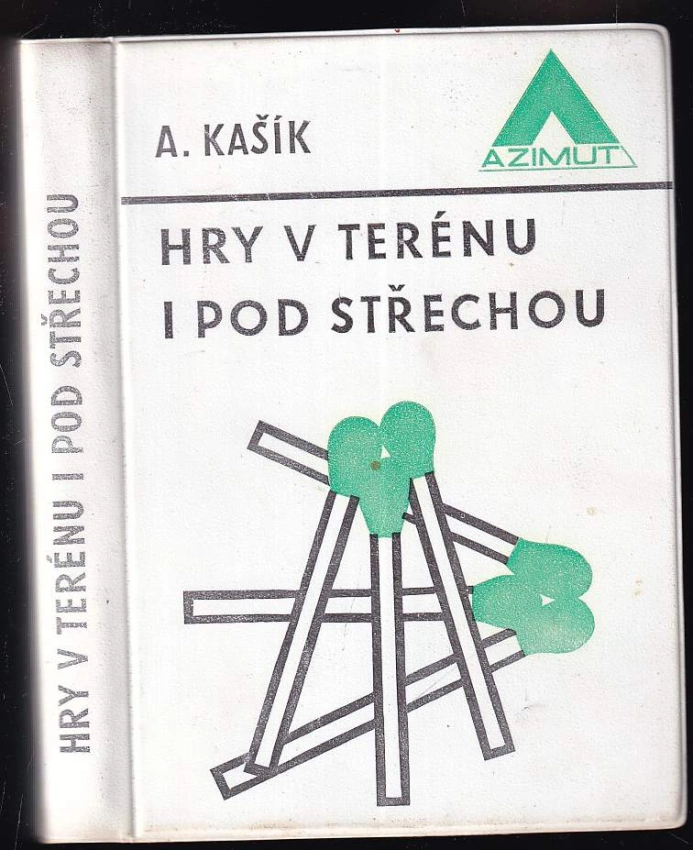 A. KAŠÍK
AZIMUT
HRY V TERÉNU
I POD STŘECHOU
HRY V TERÉNU I POD STŘECHOU